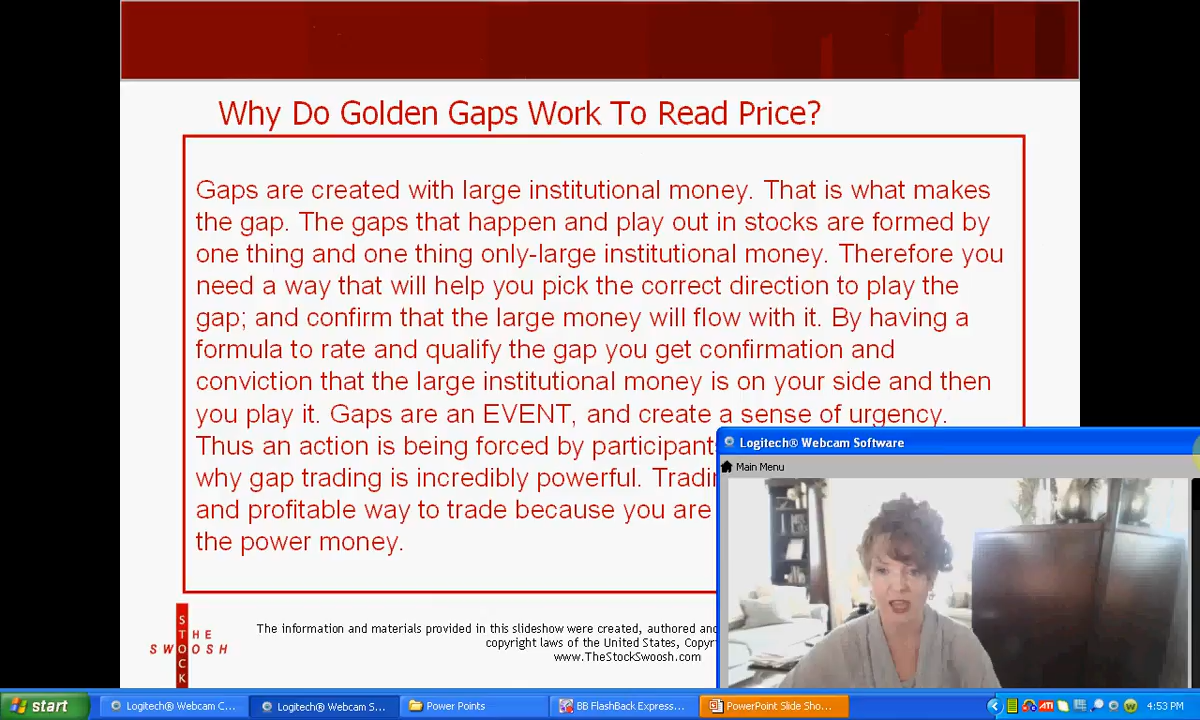 Why Do Golden Gaps Work To Read Price?
Gaps are created with large institutional money. That is what makes
the gap. The gaps that happen and play out in stocks are formed by
one thing and one thing only-large institutional money. Therefore you
need a way that will help you pick the correct direction to play the
gap; and confirm that the large money will flow with it. By having a
formula to rate and qualify the gap you get confirmation and
conviction that the large institutional money is on your side and then
you play it. Gaps are an EVENT, and create a sense of urgency.
Thus an action is being forced by participants
why gap trading is incredibly powerful. Tradin
and profitable way to trade because you are
the power money.
Logitech® Webcam Software
Main Menu
THE
STOCK
SWOOSH
The information and materials provided in this slideshow were created, authored and
copyright laws of the United States, Copyr
www.TheStockSwoosh.com
start
Logitech® Webcam C...
Logitech® Webcam S...
Power Points
BB FlashBack Express...
PowerPoint Slide Sho...
ATI
W
4:53 PM